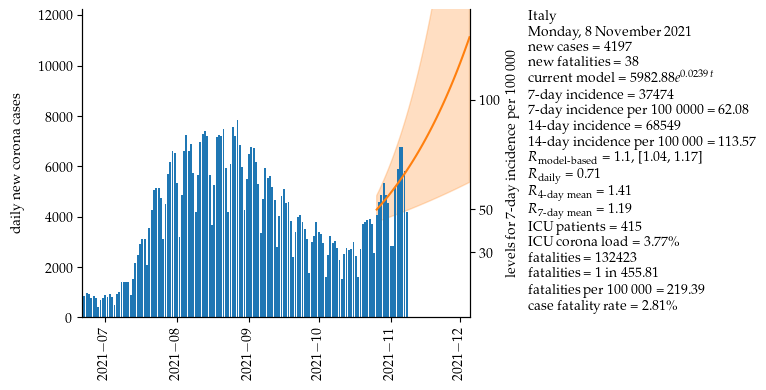 daily new corona cases
12000
10000
8000
6000
4000
2000
0
2021−07
2021−08
2021−09
2021−10
2021−11
2021−12
100
50
30
levels for 7-day incidence per 100 000
Italy
Monday, 8 November 2021
new cases = 4197
new fatalities = 38
current model = 5982.88e^0.0239 t
7-day incidence = 37474
7-day incidence per 100 0000 = 62.08
14-day incidence = 68549
14-day incidence per 100 000 = 113.57
R model-based = 1.1, [1.04, 1.17]
R daily = 0.71
R 4-day mean = 1.41
R 7-day mean = 1.19
ICU patients = 415
ICU corona load = 3.77%
fatalities = 132423
fatalities = 1 in 455.81
fatalities per 100 000 = 219.39
case fatality rate = 2.81%